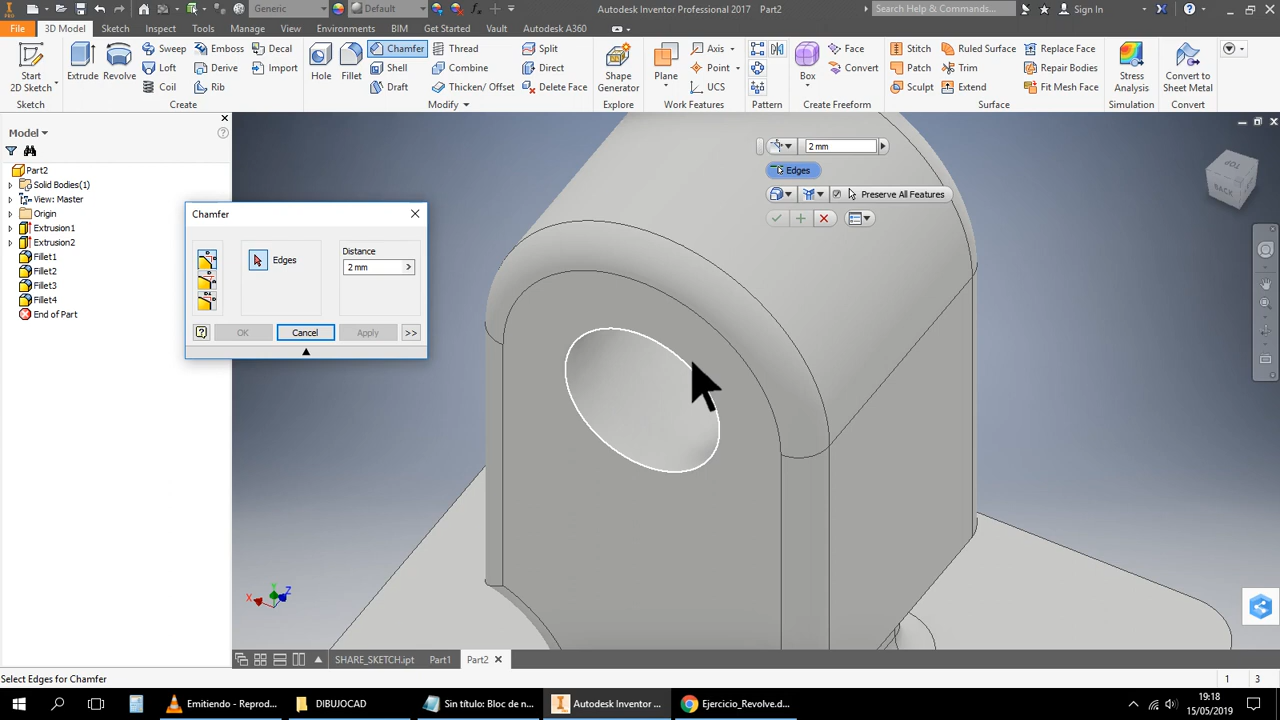 Generic
Default
Autodesk Inventor Professional 2017 Part2
Search Help & Commands...
Sign In
File
3D Model
Sketch
Inspect
Tools
Manage
View
Environments
BIM
Get Started
Vault
Autodesk A360
Start
2D Sketch
Sketch
Extrude
Revolve
Sweep
Loft
Coil
Emboss
Derive
Rib
Decal
Import
Create
Hole
Fillet
Chamfer
Shell
Draft
Thread
Combine
Thicken/ Offset
Split
Direct
Delete Face
Modify
Shape
Generator
Explore
Plane
Axis
Point
UCS
Work Features
Pattern
Box
Face
Convert
Create Freeform
Stitch
Patch
Sculpt
Ruled Surface
Trim
Extend
Replace Face
Repair Bodies
Fit Mesh Face
Surface
Stress
Analysis
Simulation
Convert to
Sheet Metal
Convert
Model
Part2
Solid Bodies(1)
View: Master
Origin
Extrusion1
Extrusion2
Fillet1
Fillet2
Fillet3
Fillet4
End of Part
Chamfer
Edges
Distance
2 mm
OK
Cancel
Apply
>>
2 mm
Edges
Preserve All Features
TOP
BACK
X
Y
Z
SHARE_SKETCH.ipt
Part1
Part2
Select Edges for Chamfer
1
3
Emitiendo - Reprod...
DIBUJOCAD
Sin título: Bloc de n...
Autodesk Inventor ...
Ejercicio_Revolve.d...
19:18
15/05/2019